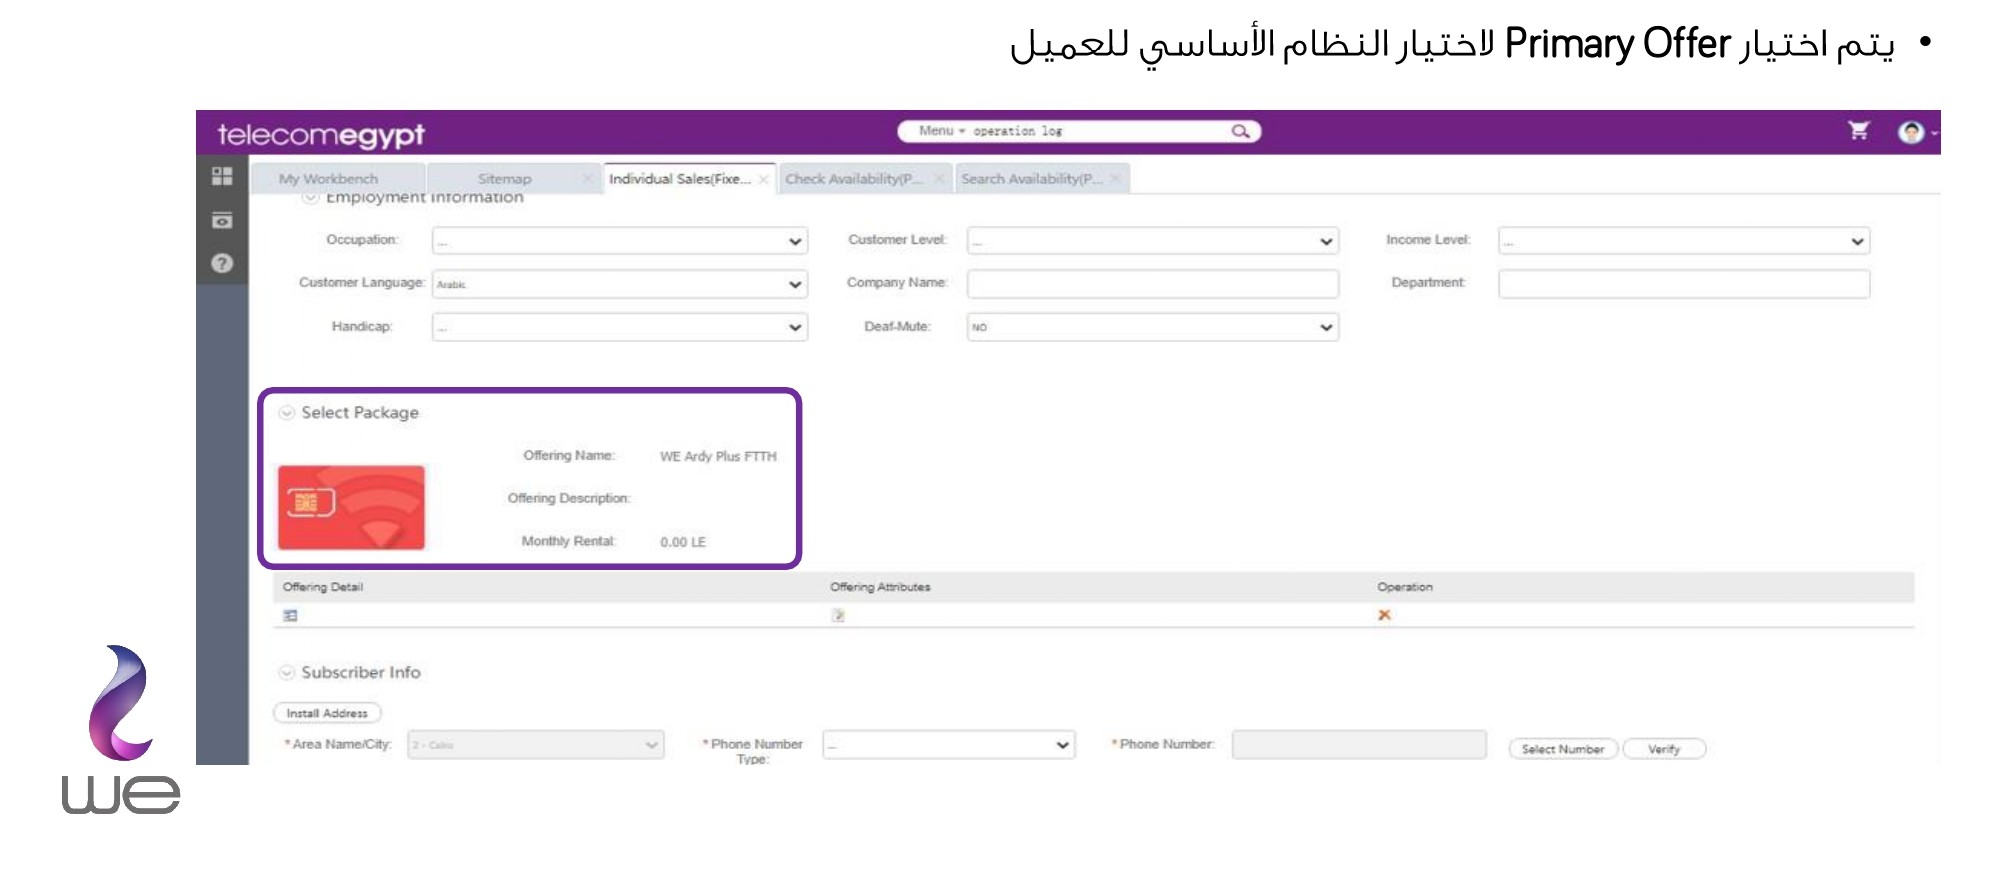 • يتم اختيار Primary Offer لاختيار النظام الأساسي للعميل
telecomegypt
Menu operation log
My Workbench Sitemap Individual Sales(Fixe... Check Availability(P... Search Availability(P...
Employment Information
Occupation: ... Customer Level: ... Income Level: ...
Customer Language: Arabic Company Name: Department:
Handicap: ... Deaf-Mute: NO
Select Package
Offering Name: WE Ardy Plus FTTH
Offering Description:
Monthly Rental: 0.00 LE
Offering Detail Offering Attributes Operation
Subscriber Info
Install Address
* Area Name/City: 2 - Cairo * Phone Number Type: ... * Phone Number: Select Number Verify
we